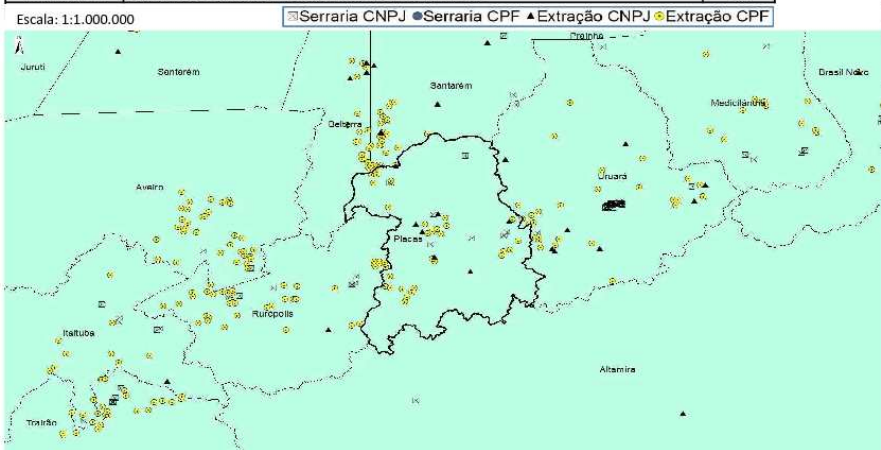 Escala: 1:1.000.000
Serraria CNPJ Serraria CPF Extração CNPJ Extração CPF
Prainha
Juruti
Santarém
Santarém
Brasil Novo
Medicilândia
Belterra
Aveiro
Uruará
Placas
Rurópolis
Itaituba
Altamira
Trairão